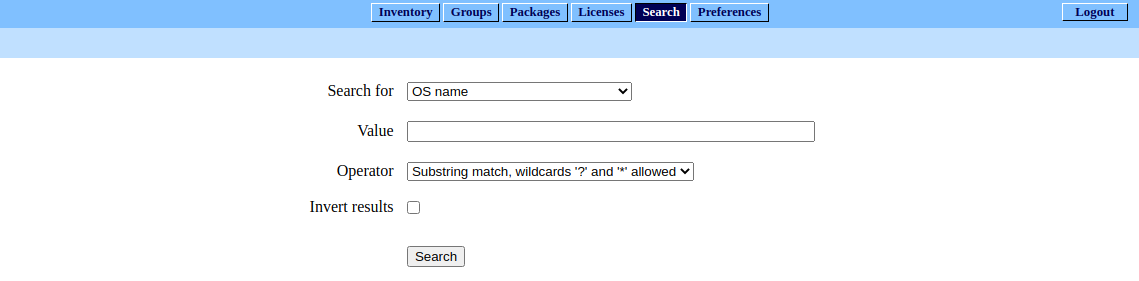 Inventory Groups Packages Licenses Search Preferences Logout
Search for OS name
Value
Operator Substring match, wildcards '?' and '*' allowed
Invert results
Search